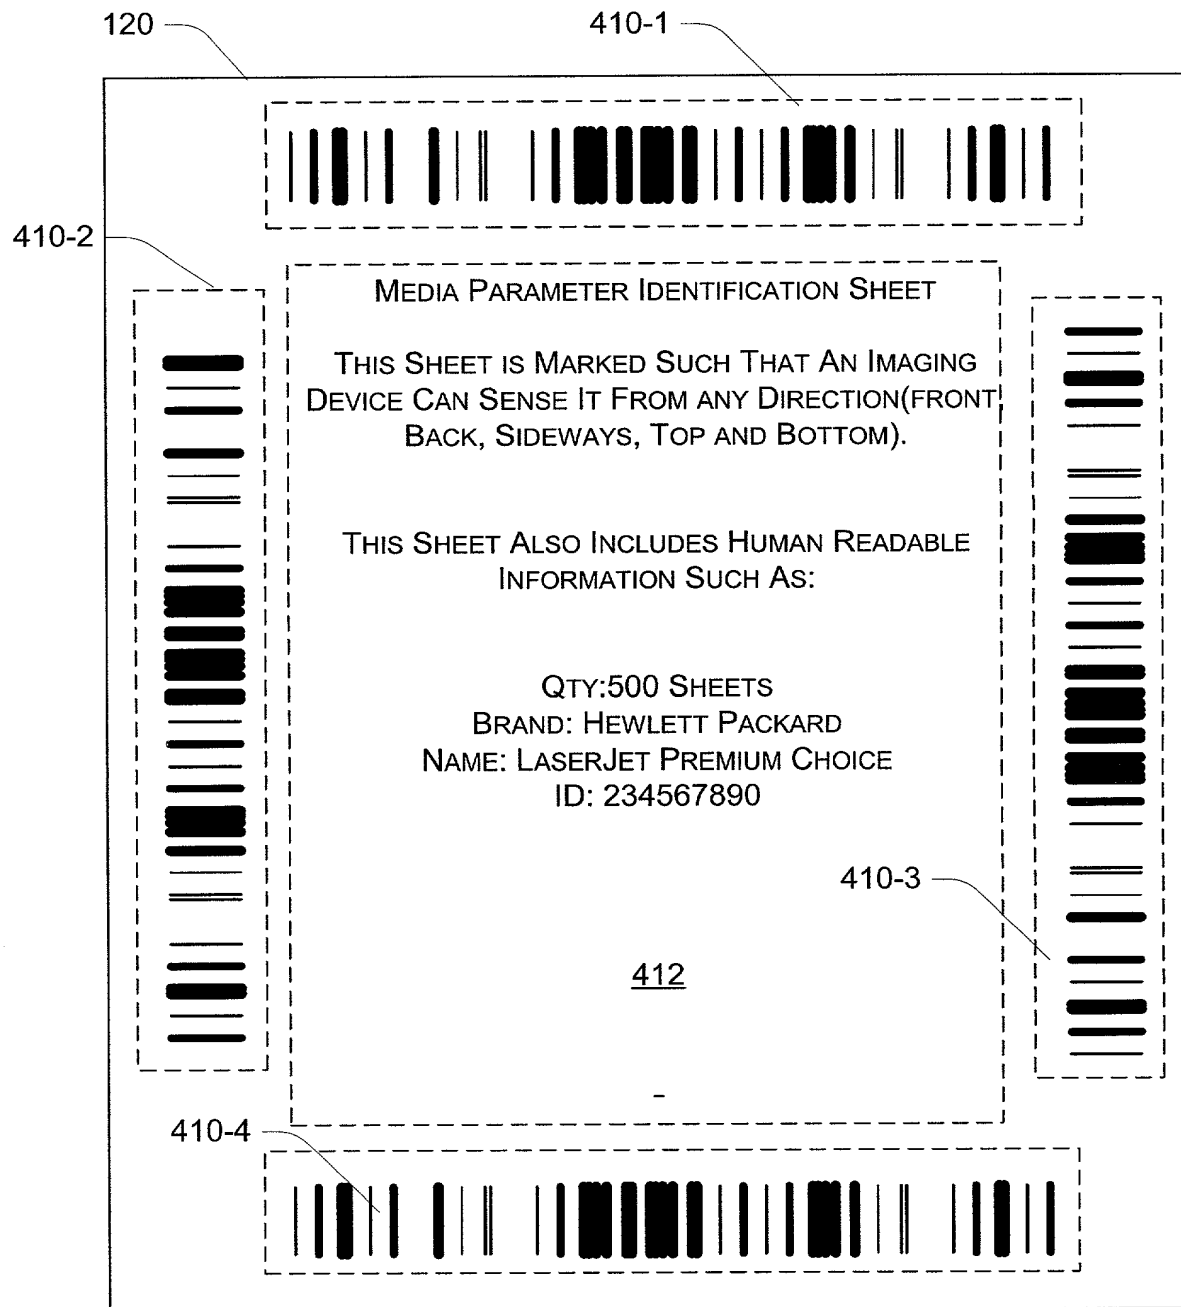 120
410-1
410-2
MEDIA PARAMETER IDENTIFICATION SHEET
THIS SHEET IS MARKED SUCH THAT AN IMAGING
DEVICE CAN SENSE IT FROM ANY DIRECTION(FRONT
BACK, SIDEWAYS, TOP AND BOTTOM).
THIS SHEET ALSO INCLUDES HUMAN READABLE
INFORMATION SUCH AS:
QTY:500 SHEETS
BRAND: HEWLETT PACKARD
NAME: LASERJET PREMIUM CHOICE
ID: 234567890
410-3
412
410-4